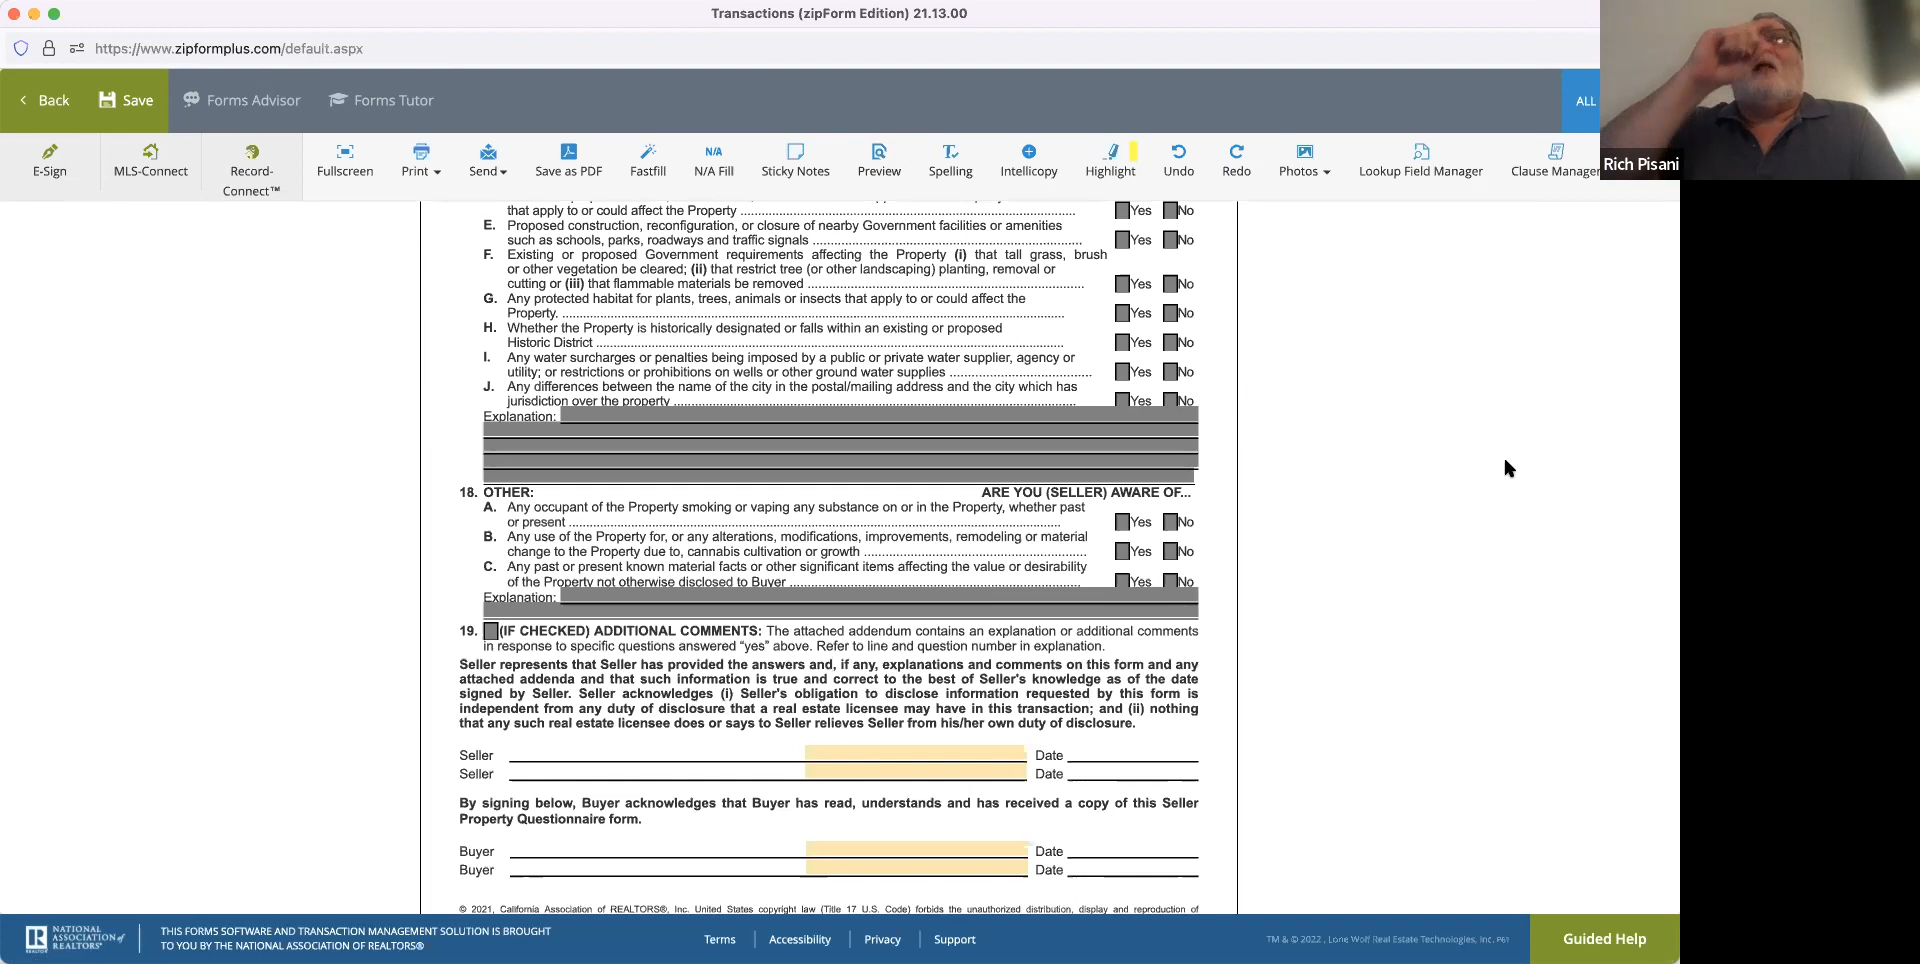 Transactions (zipForm Edition) 21.13.00
https://www.zipformplus.com/default.aspx
Back
Save
Forms Advisor
Forms Tutor
ALL
Rich Pisani
E-Sign
MLS-Connect
Record-Connect™
Fullscreen
Print
Send
Save as PDF
Fastfill
N/A
N/A Fill
Sticky Notes
Preview
Spelling
Intellicopy
Highlight
Undo
Redo
Photos
Lookup Field Manager
Clause Manager
that apply to or could affect the Property Yes No
E. Proposed construction, reconfiguration, or closure of nearby Government facilities or amenities
such as schools, parks, roadways and traffic signals Yes No
F. Existing or proposed Government requirements affecting the Property (i) that tall grass, brush
or other vegetation be cleared; (ii) that restrict tree (or other landscaping) planting, removal or
cutting or (iii) that flammable materials be removed Yes No
G. Any protected habitat for plants, trees, animals or insects that apply to or could affect the
Property. Yes No
H. Whether the Property is historically designated or falls within an existing or proposed
Historic District Yes No
I. Any water surcharges or penalties being imposed by a public or private water supplier, agency or
utility; or restrictions or prohibitions on wells or other ground water supplies Yes No
J. Any differences between the name of the city in the postal/mailing address and the city which has
jurisdiction over the property Yes No
Explanation:
18. OTHER: ARE YOU (SELLER) AWARE OF...
A. Any occupant of the Property smoking or vaping any substance on or in the Property, whether past
or present Yes No
B. Any use of the Property for, or any alterations, modifications, improvements, remodeling or material
change to the Property due to, cannabis cultivation or growth Yes No
C. Any past or present known material facts or other significant items affecting the value or desirability
of the Property not otherwise disclosed to Buyer Yes No
Explanation:
19. (IF CHECKED) ADDITIONAL COMMENTS: The attached addendum contains an explanation or additional comments
in response to specific questions answered “yes” above. Refer to line and question number in explanation.
Seller represents that Seller has provided the answers and, if any, explanations and comments on this form and any
attached addenda and that such information is true and correct to the best of Seller's knowledge as of the date
signed by Seller. Seller acknowledges (i) Seller's obligation to disclose information requested by this form is
independent from any duty of disclosure that a real estate licensee may have in this transaction; and (ii) nothing
that any such real estate licensee does or says to Seller relieves Seller from his/her own duty of disclosure.
Seller Date
Seller Date
By signing below, Buyer acknowledges that Buyer has read, understands and has received a copy of this Seller
Property Questionnaire form.
Buyer Date
Buyer Date
© 2021, California Association of REALTORS®, Inc. United States copyright law (Title 17 U.S. Code) forbids the unauthorized distribution, display and reproduction of
NATIONAL
ASSOCIATION of
REALTORS®
THIS FORMS SOFTWARE AND TRANSACTION MANAGEMENT SOLUTION IS BROUGHT
TO YOU BY THE NATIONAL ASSOCIATION OF REALTORS®
Terms
Accessibility
Privacy
Support
TM & © 2022 , Lone Wolf Real Estate Technologies, Inc. P61
Guided Help